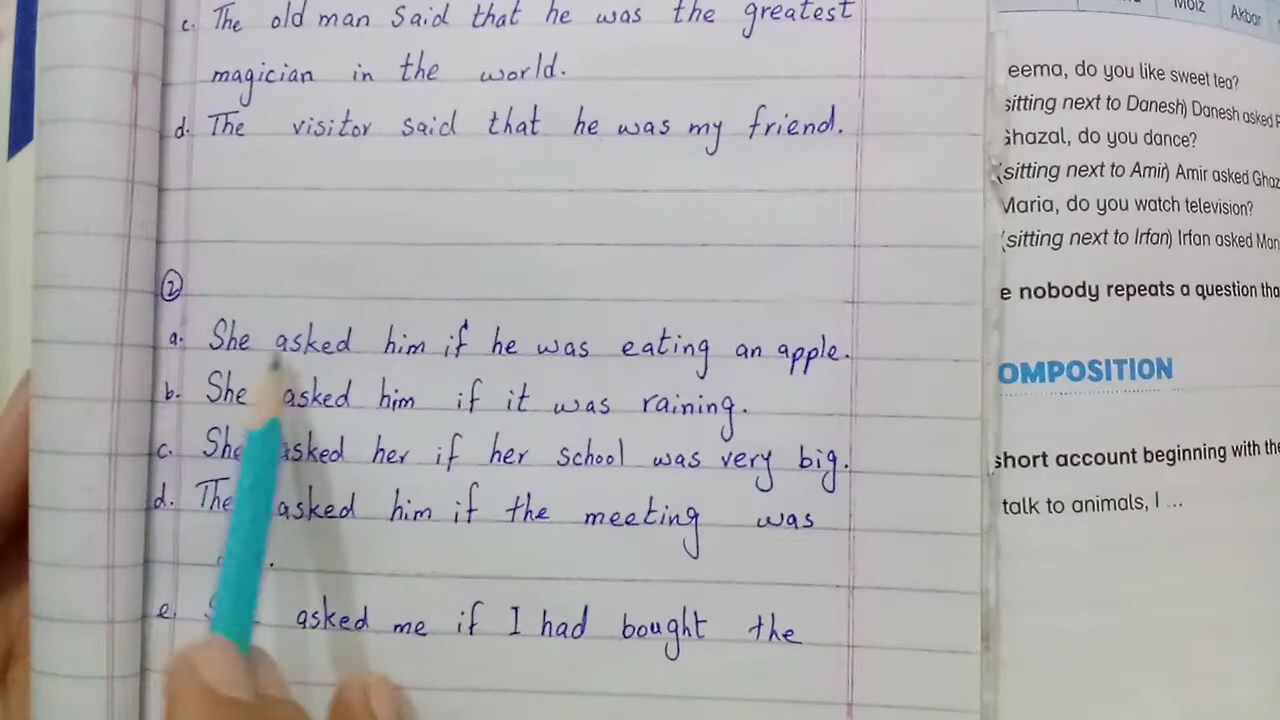 c. The old man said that he was the greatest
magician in the world.
d. The visitor said that he was my friend.
②
a. She asked him if he was eating an apple.
b. She asked him if it was raining.
c. She asked her if her school was very big.
d. The asked him if the meeting was
e. asked me if I had bought the
Moiz Akbar
eema, do you like sweet tea?
sitting next to Danesh) Danesh asked
Ghazal, do you dance?
(sitting next to Amir) Amir asked Ghaz
Maria, do you watch television?
(sitting next to Irfan) Irfan asked Mar
e nobody repeats a question tha
OMPOSITION
short account beginning with the
talk to animals, I ...